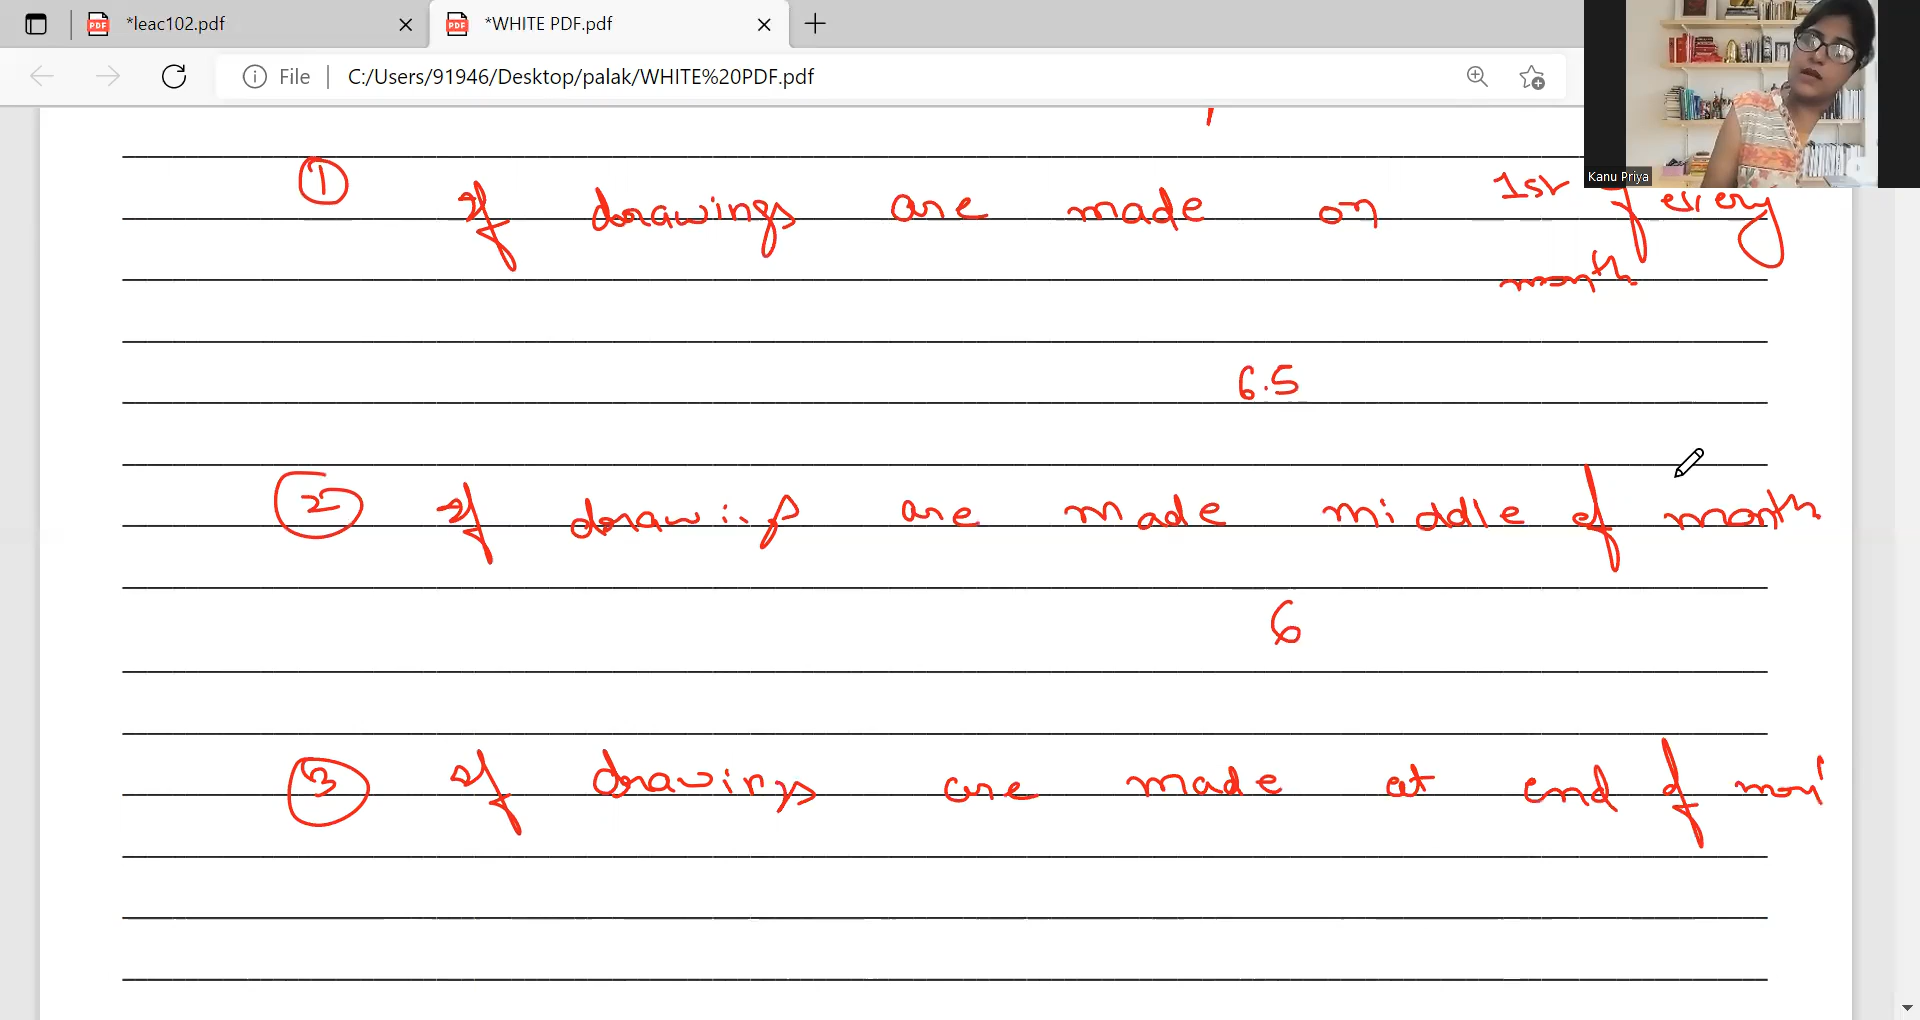 *leac102.pdf
*WHITE PDF.pdf
File
C:/Users/91946/Desktop/palak/WHITE%20PDF.pdf
Kanu Priya
① If drawings are made on 1st of every
month
6.5
② If drawings are made middle of month
6
③ If drawings are made at end of